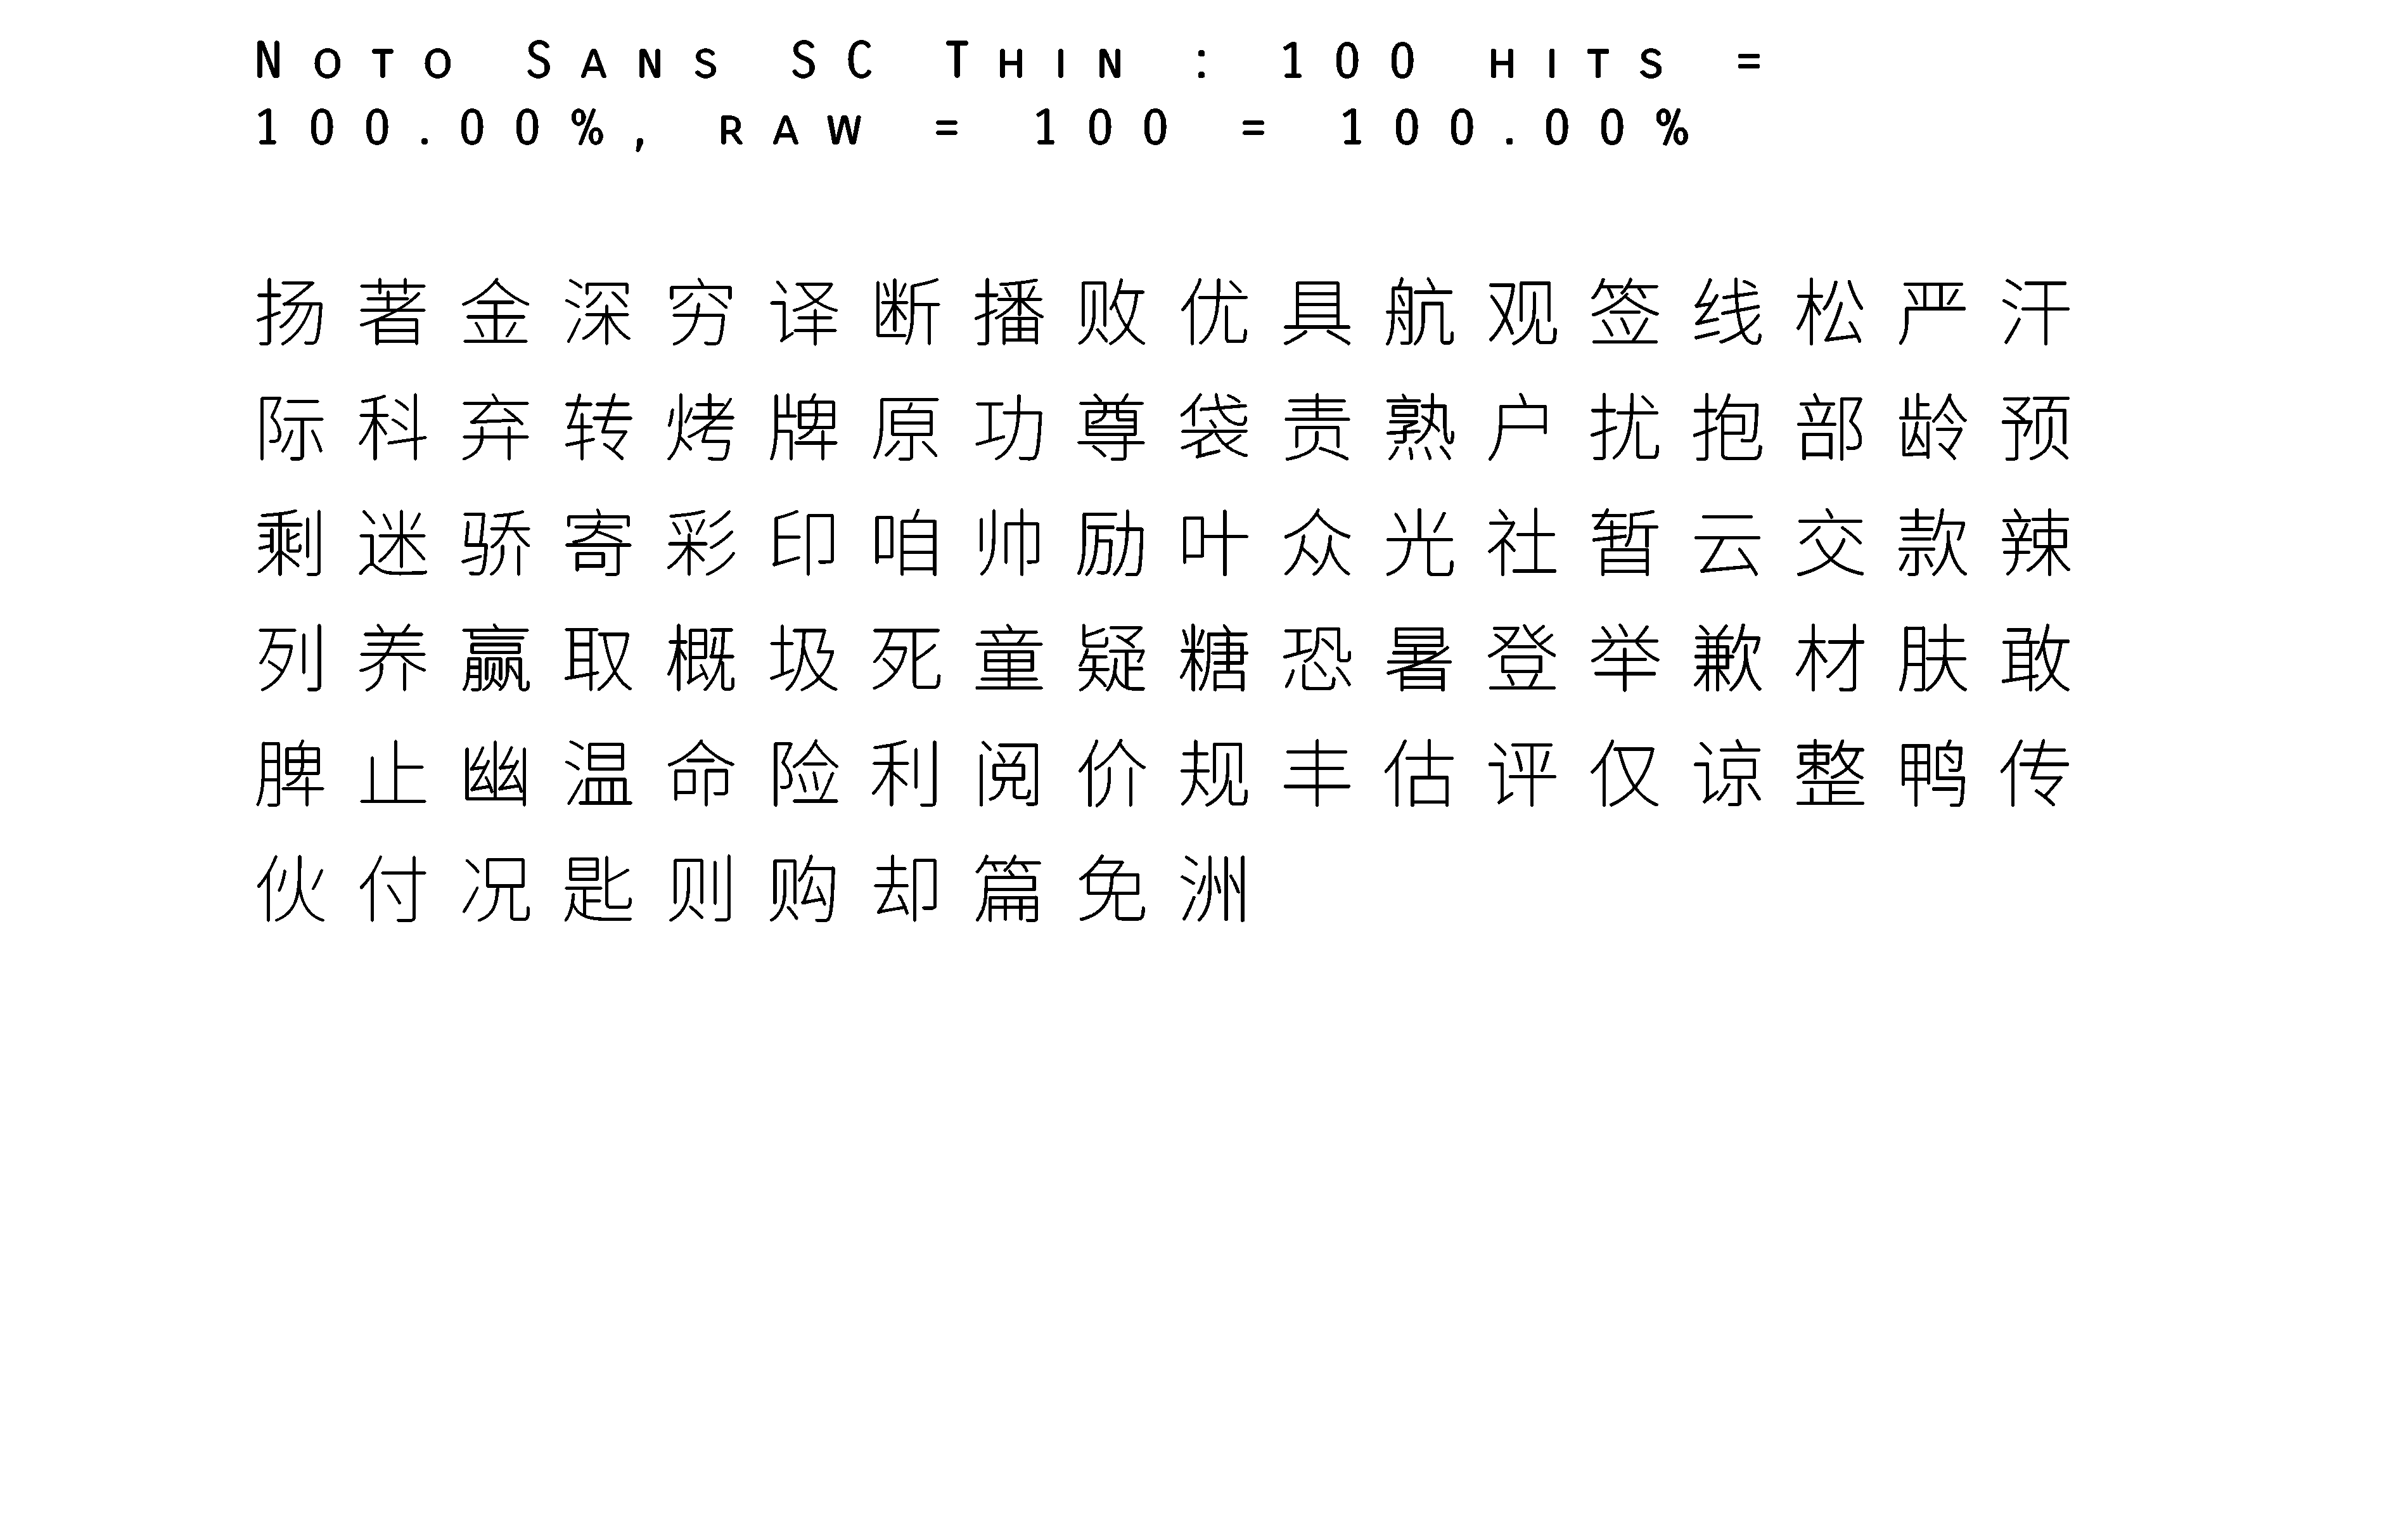 Noto Sans SC Thin : 100 hits =
100.00%, raw = 100 = 100.00%
扬著金深穷译断播败优具航观签线松严汗
际科弃转烤牌原功尊袋责熟户扰抱部龄预
剩迷骄寄彩印咱帅励叶众光社暂云交款辣
列养赢取概圾死童疑糖恐暑登举歉材肤敢
脾止幽温命险利阅价规丰估评仅谅整鸭传
伙付况匙则购却篇免洲